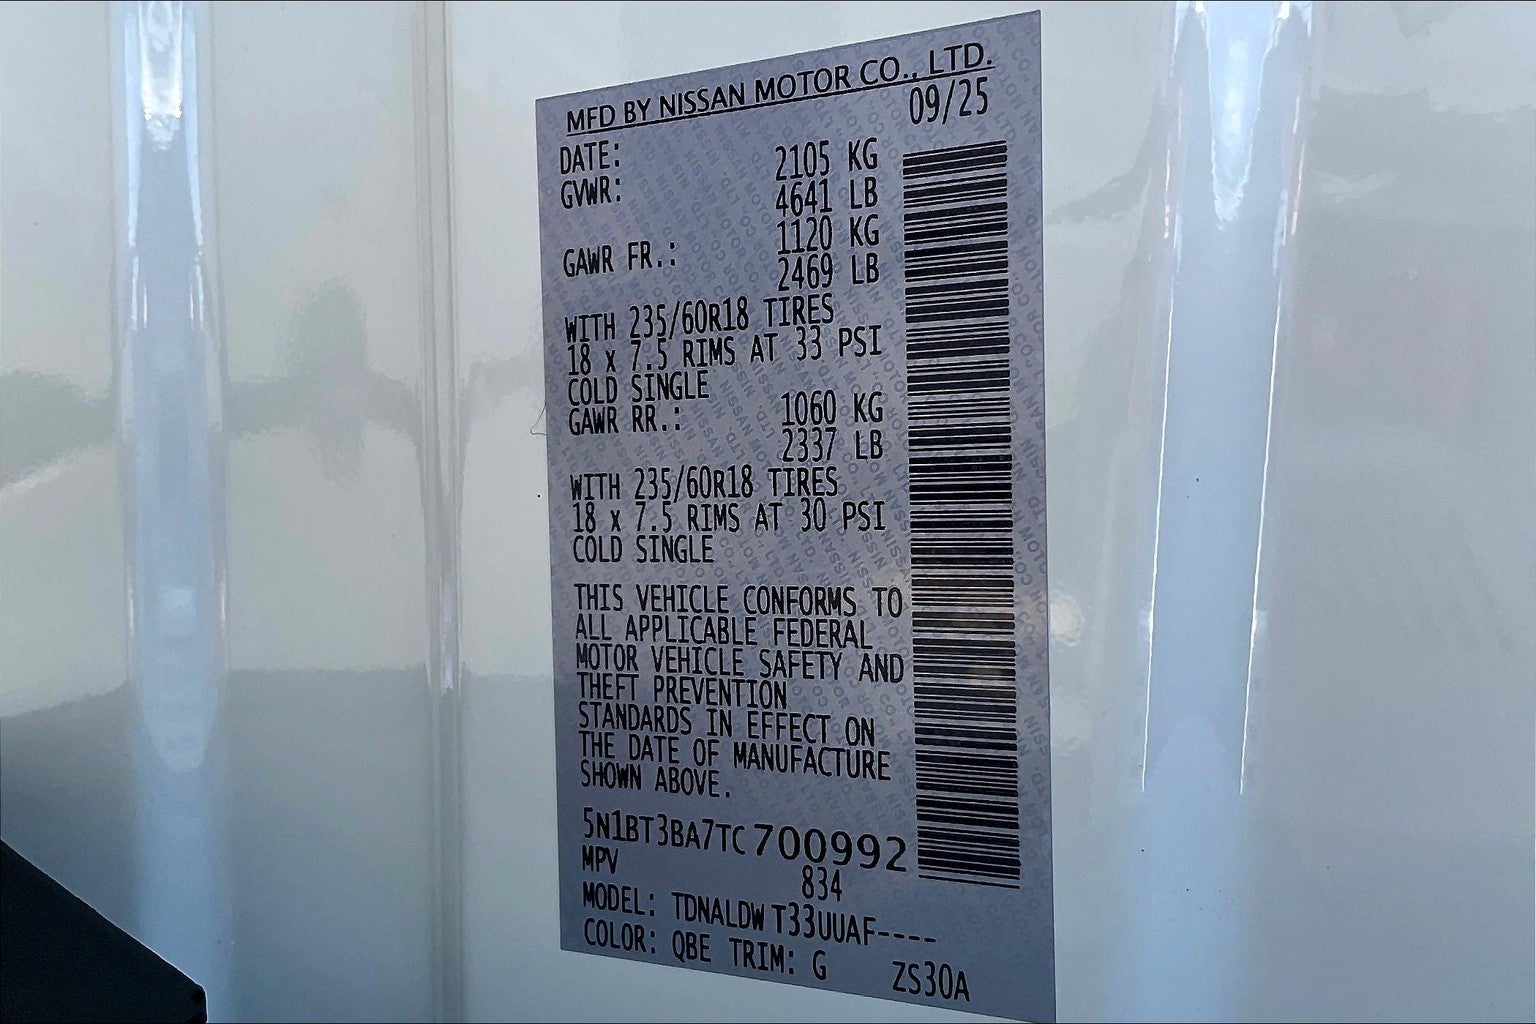 MFD BY NISSAN MOTOR CO., LTD.
DATE: 09/25
GVWR: 2105 KG
4641 LB
GAWR FR.: 1120 KG
2469 LB
WITH 235/60R18 TIRES
18 x 7.5 RIMS AT 33 PSI
COLD SINGLE
GAWR RR.: 1060 KG
2337 LB
WITH 235/60R18 TIRES
18 x 7.5 RIMS AT 30 PSI
COLD SINGLE
THIS VEHICLE CONFORMS TO
ALL APPLICABLE FEDERAL
MOTOR VEHICLE SAFETY AND
THEFT PREVENTION
STANDARDS IN EFFECT ON
THE DATE OF MANUFACTURE
SHOWN ABOVE.
5N1BT3BA7TC700992
MPV 834
MODEL: TDNALDWT33UUAF----
COLOR: QBE TRIM: G ZS30A